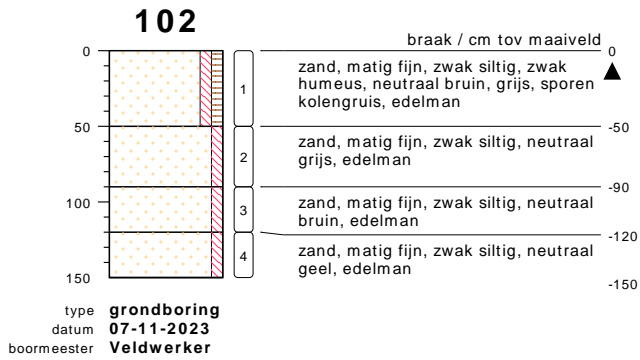 102
braak / cm tov maaiveld
0
0
1
zand, matig fijn, zwak siltig, zwak
humeus, neutraal bruin, grijs, sporen
kolengruis, edelman
50
-50
2
zand, matig fijn, zwak siltig, neutraal
grijs, edelman
-90
100
3
zand, matig fijn, zwak siltig, neutraal
bruin, edelman
-120
4
zand, matig fijn, zwak siltig, neutraal
geel, edelman
150
-150
type grondboring
datum 07-11-2023
boormeester Veldwerker